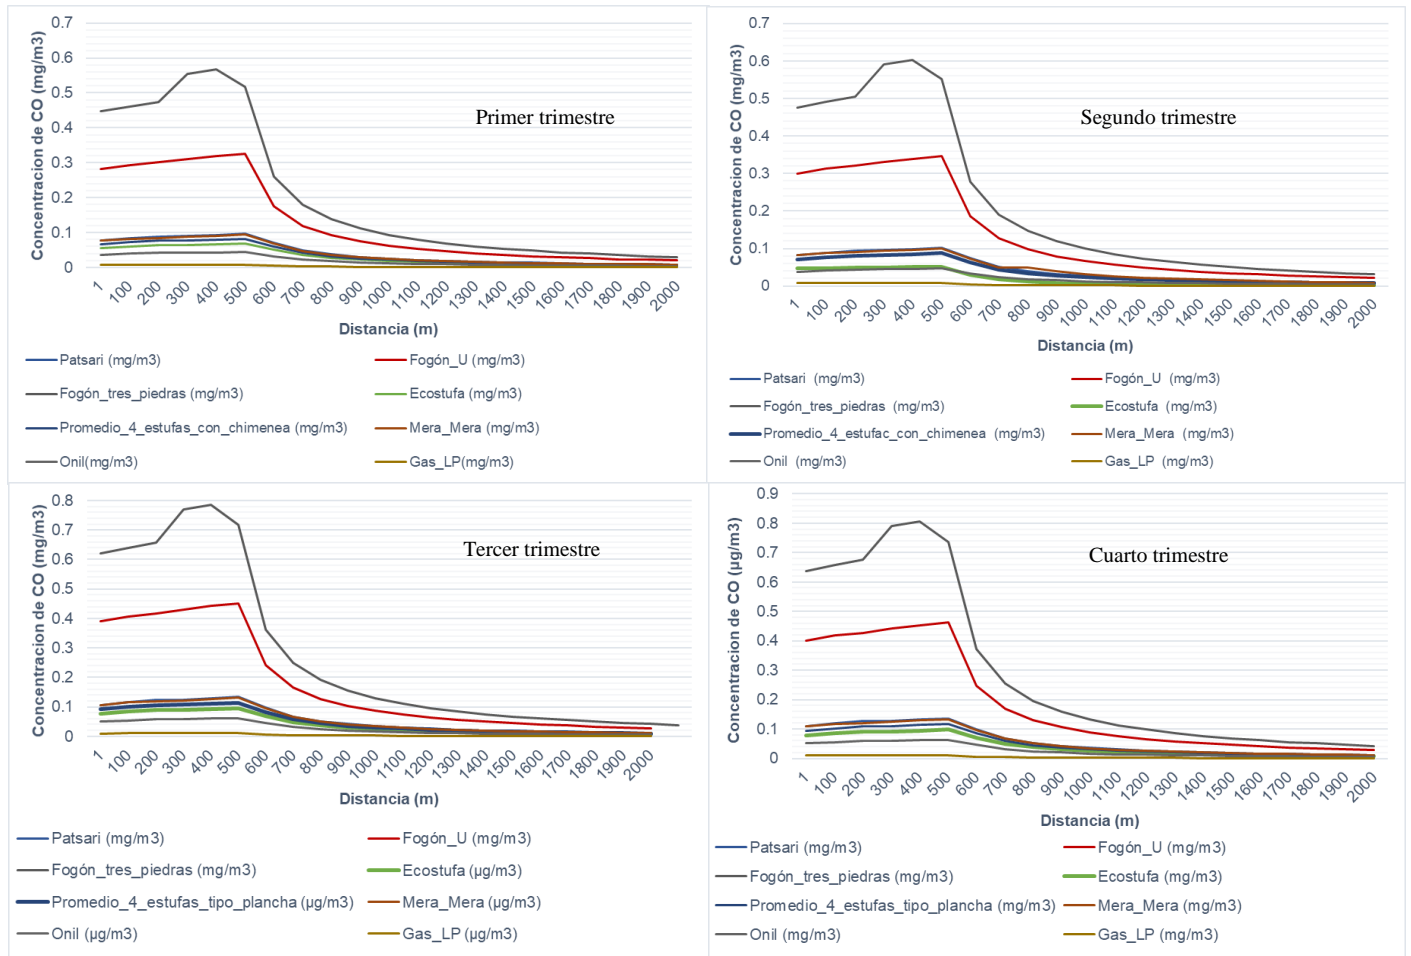 Concentracion de CO (mg/m3)
0.7
0.6
0.5
0.4
0.3
0.2
0.1
0
Primer trimestre
1 100 200 300 400 500 600 700 800 900 1000 1100 1200 1300 1400 1500 1600 1700 1800 1900 2000
Distancia (m)
Patsari (mg/m3) Fogón_U (mg/m3)
Fogón_tres_piedras (mg/m3) Ecostufa (mg/m3)
Promedio_4_estufas_con_chimenea (mg/m3) Mera_Mera (mg/m3)
Onil(mg/m3) Gas_LP(mg/m3)
Concentracion de CO (mg/m3)
0.7
0.6
0.5
0.4
0.3
0.2
0.1
0
Segundo trimestre
1 100 200 300 400 500 600 700 800 900 1000 1100 1200 1300 1400 1500 1600 1700 1800 1900 2000
Distancia (m)
Patsari (mg/m3) Fogón_U (mg/m3)
Fogón_tres_piedras (mg/m3) Ecostufa (mg/m3)
Promedio_4_estufac_con_chimenea (mg/m3) Mera_Mera (mg/m3)
Onil (mg/m3) Gas_LP (mg/m3)
Concentracion de CO (mg/m3)
0.8
0.7
0.6
0.5
0.4
0.3
0.2
0.1
0
Tercer trimestre
1 100 200 300 400 500 600 700 800 900 1000 1100 1200 1300 1400 1500 1600 1700 1800 1900 2000
Distancia (m)
Patsari (mg/m3) Fogón_U (mg/m3)
Fogón_tres_piedras (mg/m3) Ecostufa (µg/m3)
Promedio_4_estufas_tipo_plancha (µg/m3) Mera_Mera (µg/m3)
Onil (µg/m3) Gas_LP (µg/m3)
Concentracion de CO (µg/m3)
0.9
0.8
0.7
0.6
0.5
0.4
0.3
0.2
0.1
0
Cuarto trimestre
1 100 200 300 400 500 600 700 800 900 1000 1100 1200 1300 1400 1500 1600 1700 1800 1900 2000
Distancia (m)
Patsari (mg/m3) Fogón_U (mg/m3)
Fogón_tres_piedras (mg/m3) Ecostufa (mg/m3)
Promedio_4_estufas_tipo_plancha (mg/m3) Mera_Mera (mg/m3)
Onil (mg/m3) Gas_LP (mg/m3)